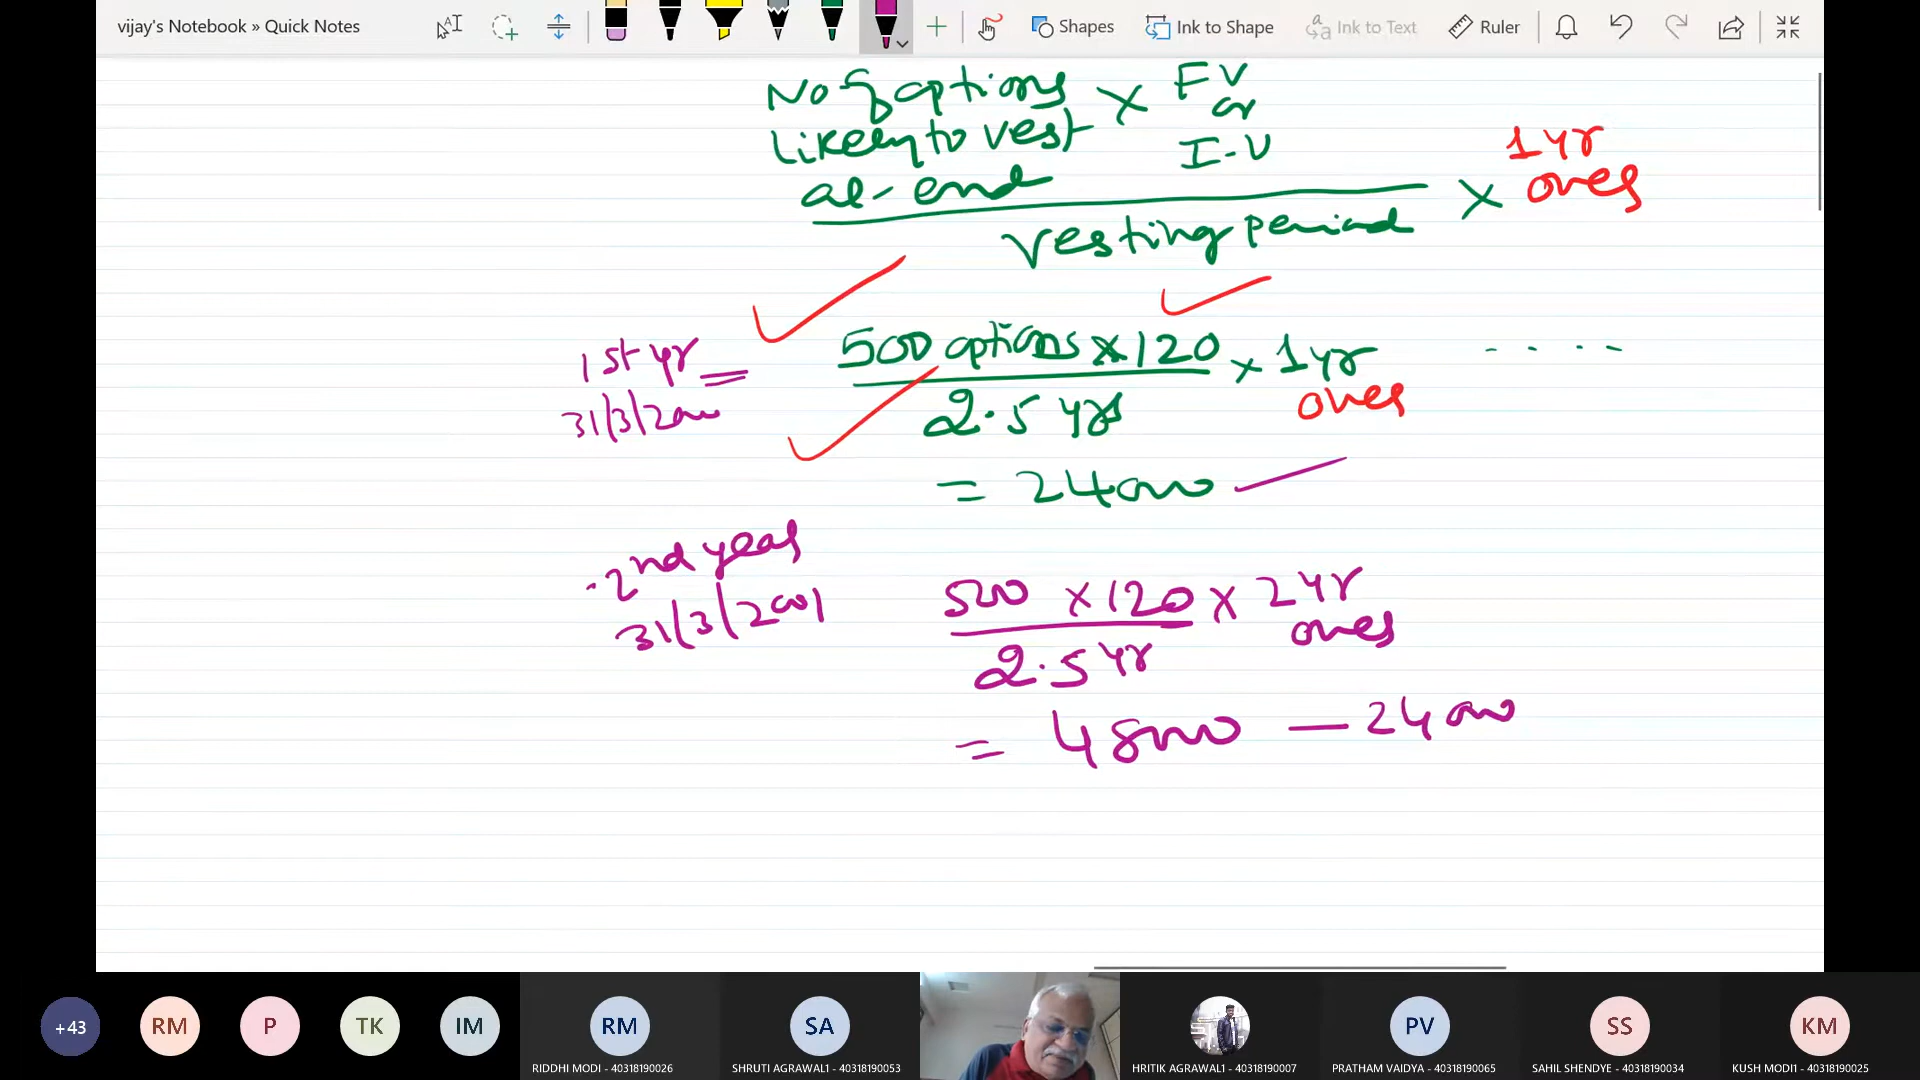 vijay's Notebook » Quick Notes
Shapes
Ink to Shape
Ink to Text
Ruler
No of options × FV
or
Likely to vest
I-V
at end
× 1 yr
over
vesting period
1st yr
31/3/2000
500 options × 120 × 1 yr
over
2.5 yrs
= 24000
2nd year
31/3/2001
500 × 120 × 2 yr
over
2.5 yr
= 48000 — 24000
+43
RM
P
TK
IM
RM
RIDDHI MODI - 40318190026
SA
SHRUTI AGRAWAL1 - 40318190053
HRITIK AGRAWAL1 - 40318190007
PV
PRATHAM VAIDYA - 40318190065
SS
SAHIL SHENDYE - 40318190034
KM
KUSH MODI1 - 40318190025